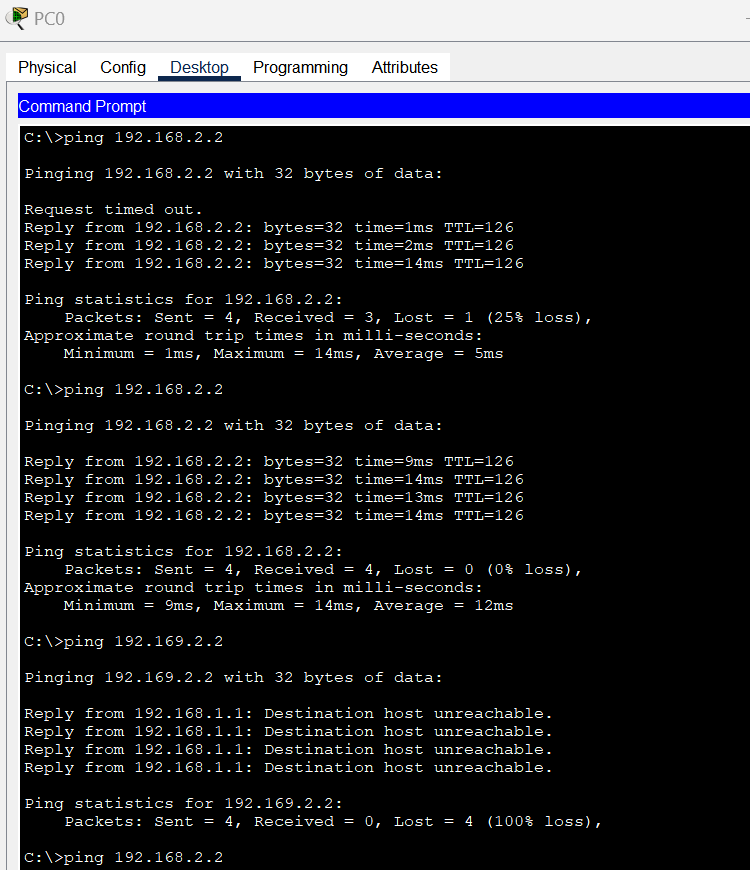 PC0
Physical Config Desktop Programming Attributes
Command Prompt
C:\>ping 192.168.2.2
Pinging 192.168.2.2 with 32 bytes of data:
Request timed out.
Reply from 192.168.2.2: bytes=32 time=1ms TTL=126
Reply from 192.168.2.2: bytes=32 time=2ms TTL=126
Reply from 192.168.2.2: bytes=32 time=14ms TTL=126
Ping statistics for 192.168.2.2:
Packets: Sent = 4, Received = 3, Lost = 1 (25% loss),
Approximate round trip times in milli-seconds:
Minimum = 1ms, Maximum = 14ms, Average = 5ms
C:\>ping 192.168.2.2
Pinging 192.168.2.2 with 32 bytes of data:
Reply from 192.168.2.2: bytes=32 time=9ms TTL=126
Reply from 192.168.2.2: bytes=32 time=14ms TTL=126
Reply from 192.168.2.2: bytes=32 time=13ms TTL=126
Reply from 192.168.2.2: bytes=32 time=14ms TTL=126
Ping statistics for 192.168.2.2:
Packets: Sent = 4, Received = 4, Lost = 0 (0% loss),
Approximate round trip times in milli-seconds:
Minimum = 9ms, Maximum = 14ms, Average = 12ms
C:\>ping 192.169.2.2
Pinging 192.169.2.2 with 32 bytes of data:
Reply from 192.168.1.1: Destination host unreachable.
Reply from 192.168.1.1: Destination host unreachable.
Reply from 192.168.1.1: Destination host unreachable.
Reply from 192.168.1.1: Destination host unreachable.
Ping statistics for 192.169.2.2:
Packets: Sent = 4, Received = 0, Lost = 4 (100% loss),
C:\>ping 192.168.2.2